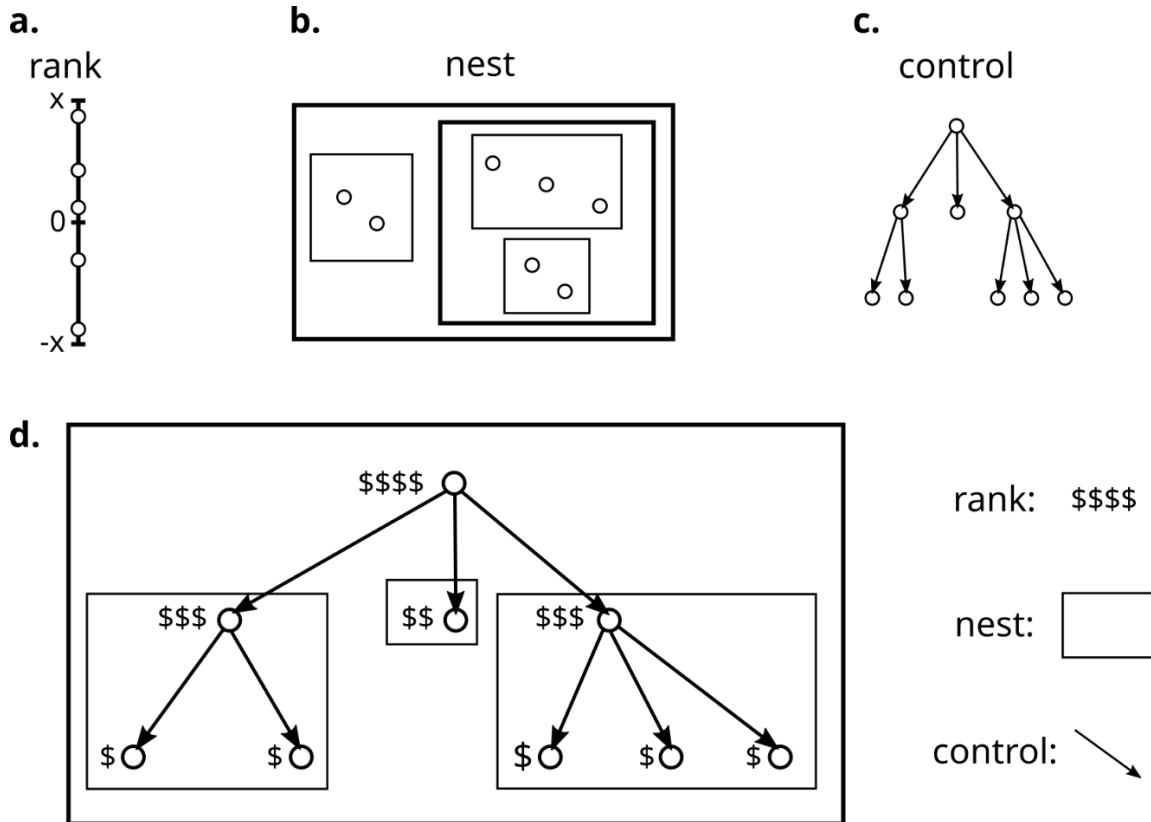 a.
rank
x
0
-x
b.
nest
c.
control
d.
$$$$
$$$
$$
$$$
$
$
$
$
$
rank: $$$$
nest:
control: